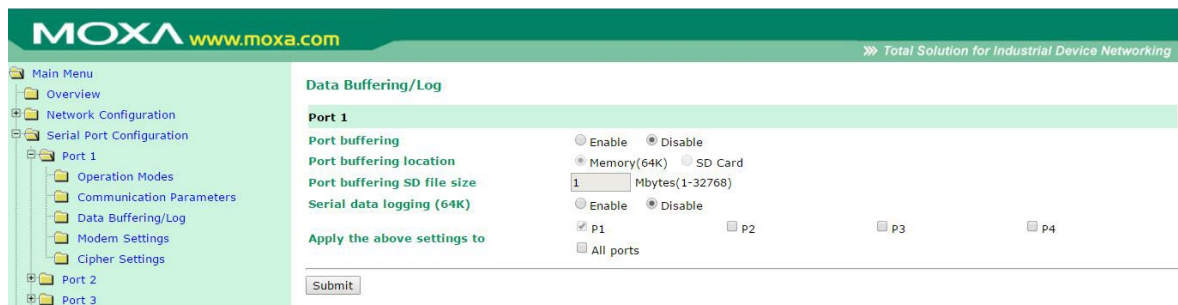 MOXA www.moxa.com
Total Solution for Industrial Device Networking
Main Menu
Overview
Network Configuration
Serial Port Configuration
Port 1
Operation Modes
Communication Parameters
Data Buffering/Log
Modem Settings
Cipher Settings
Port 2
Port 3
Data Buffering/Log
Port 1
Port buffering Enable Disable
Port buffering location Memory(64K) SD Card
Port buffering SD file size 1 Mbytes(1-32768)
Serial data logging (64K) Enable Disable
Apply the above settings to P1 P2 P3 P4
All ports
Submit